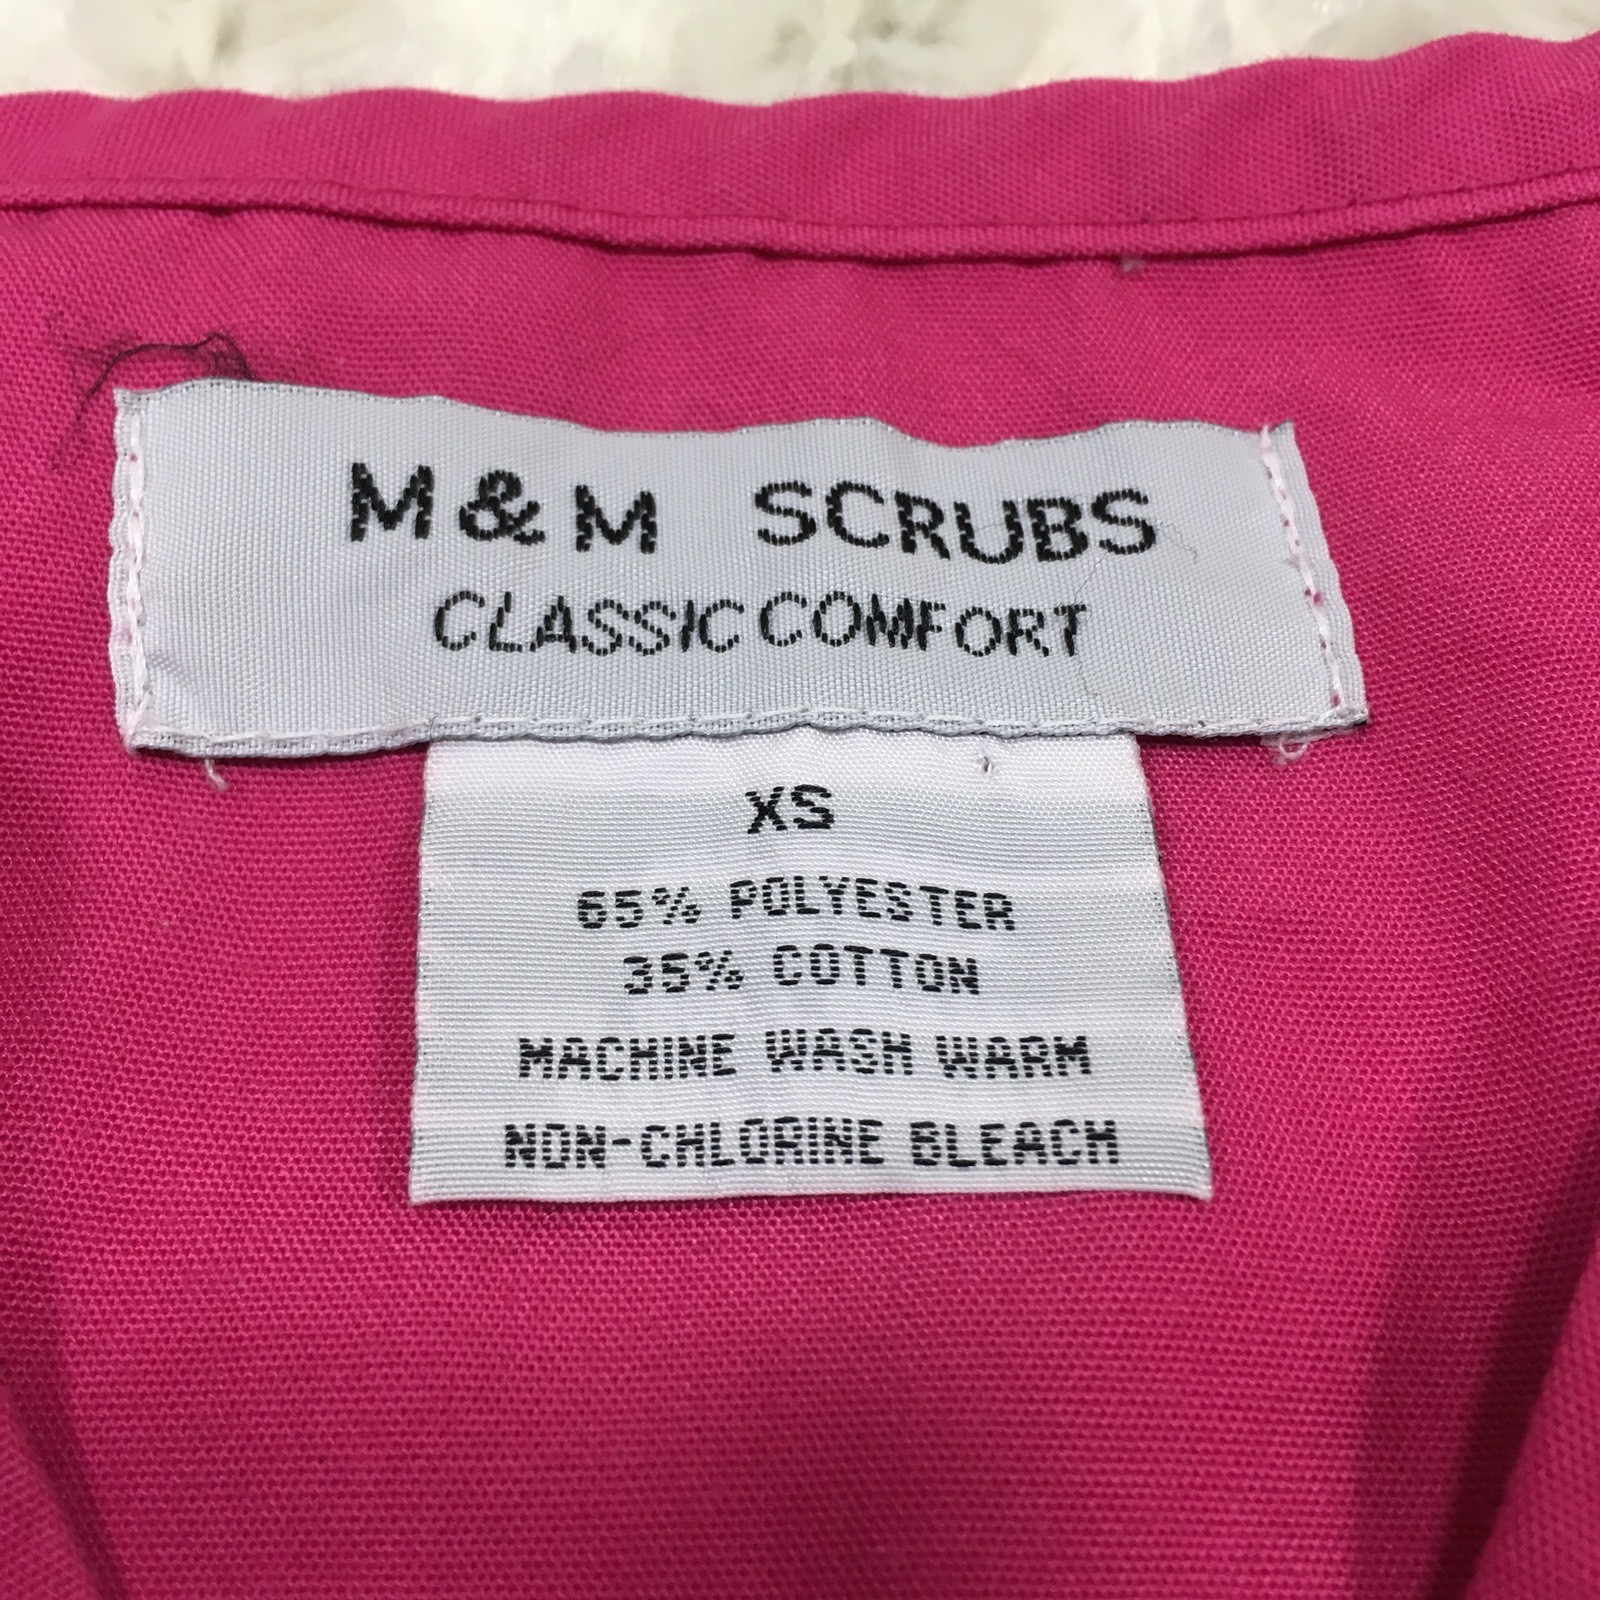 M & M SCRUBS
CLASSIC COMFORT
XS
65% POLYESTER
35% COTTON
MACHINE WASH WARM
NON-CHLORINE BLEACH